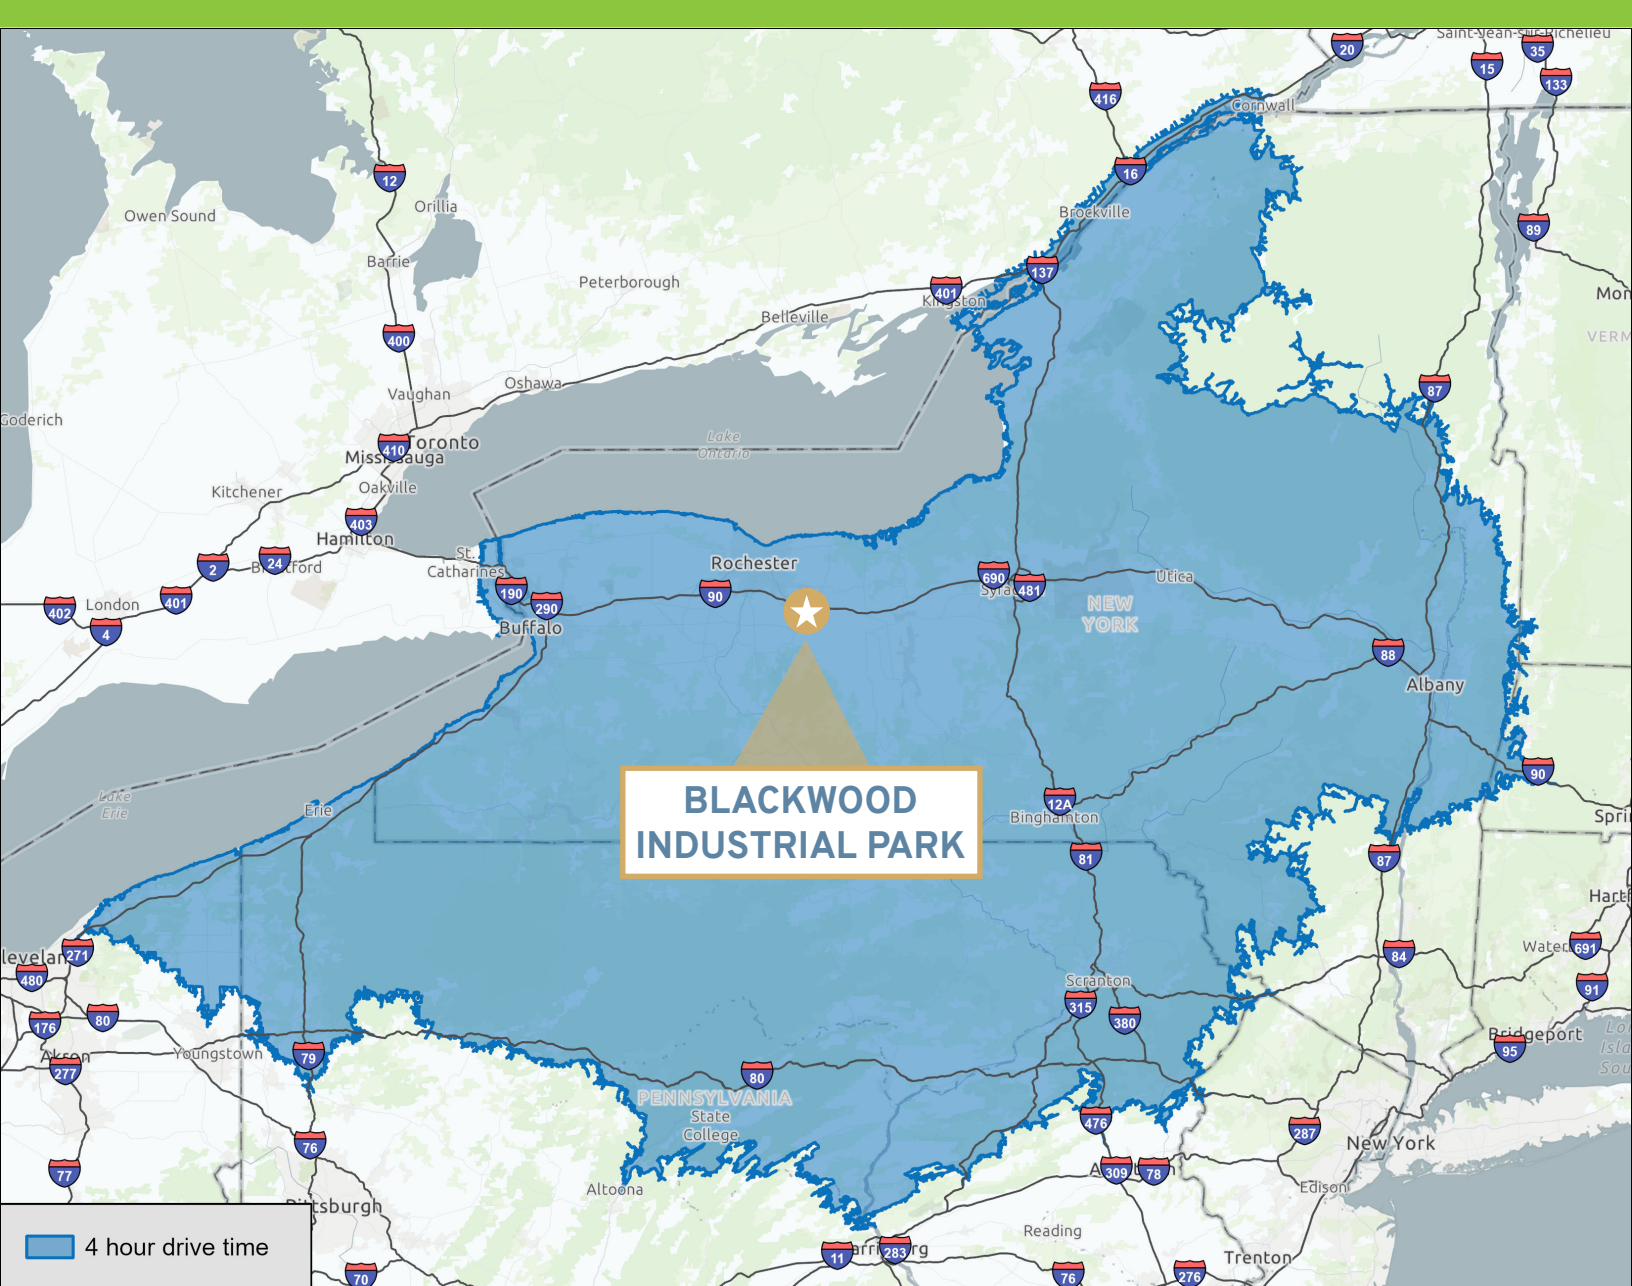 Saint-Jean-sur-Richelieu
20
35
15
133
416
Cornwall
16
12
Orillia
Owen Sound
Brockville
89
Barrie
137
Peterborough
401
Kingston
Mon
Belleville
400
VERM
Oshawa
87
Vaughan
Goderich
Lake
Ontario
410
Toronto
Mississauga
Oakville
Kitchener
403
Hamilton
St.
Catharines
Rochester
2
24
690
481
Utica
190
90
290
402
London
401
4
NEW
YORK
Buffalo
88
Albany
90
Lake
Erie
Erie
BLACKWOOD
INDUSTRIAL PARK
12A
Binghamton
Spri
81
87
Hartf
271
480
84
Water
691
Scranton
91
315
380
176
80
Akron
277
Youngstown
79
Bridgeport
95
Lo
Isla
Sou
80
PENNSYLVANIA
State
College
476
287
New York
76
77
309
78
Altoona
Edison
Pittsburgh
Reading
Trenton
11
283
70
76
276
4 hour drive time